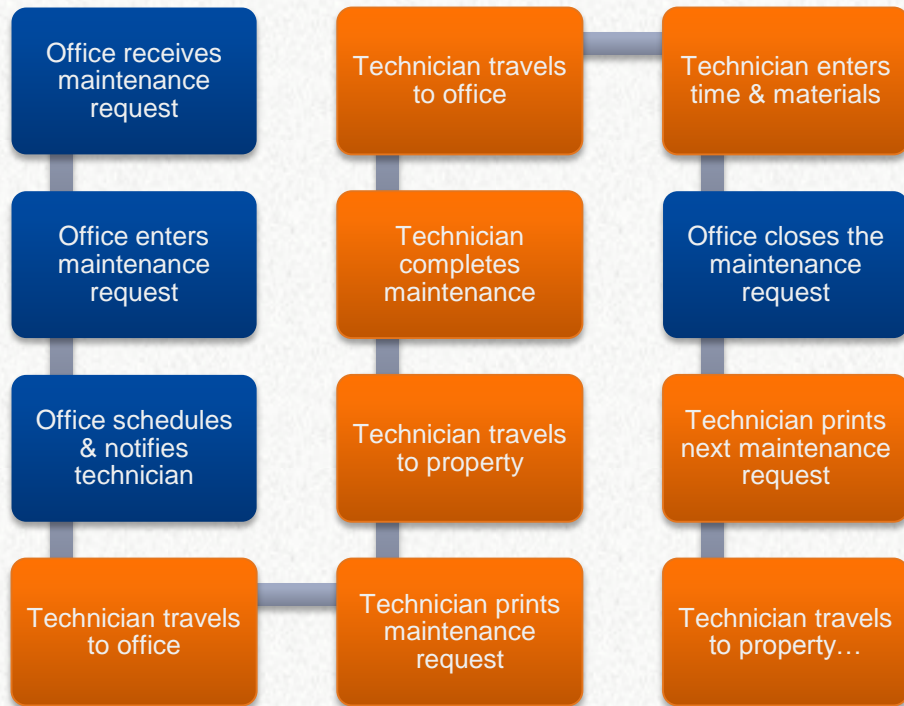 Office receives
maintenance
request
Office enters
maintenance
request
Office schedules
& notifies
technician
Technician travels
to office
Technician prints
maintenance
request
Technician travels
to property
Technician
completes
maintenance
Technician travels
to office
Technician enters
time & materials
Office closes the
maintenance
request
Technician prints
next maintenance
request
Technician travels
to property…